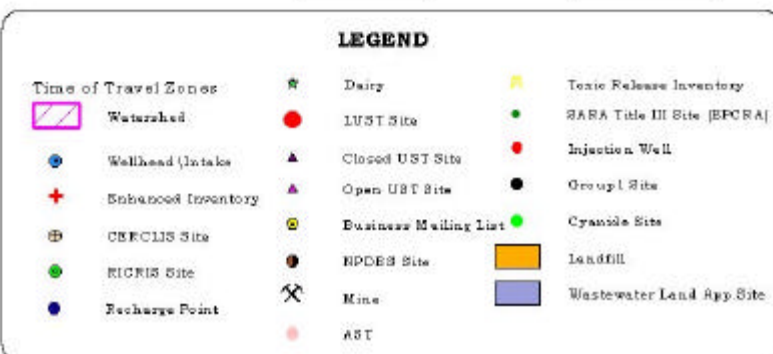 LEGEND
Time of Travel Zones
Watershed
Wellhead\Intake
Enhanced Inventory
CERCLIS Site
RICRIS Site
Recharge Point
Dairy
LUST Site
Closed UST Site
Open UST Site
Business Mailing List
NPDES Site
Mine
AST
Toxic Release Inventory
SARA Title III Site (EPCRA)
Injection Well
Group1 Site
Cyanide Site
Landfill
Wastewater Land App.Site